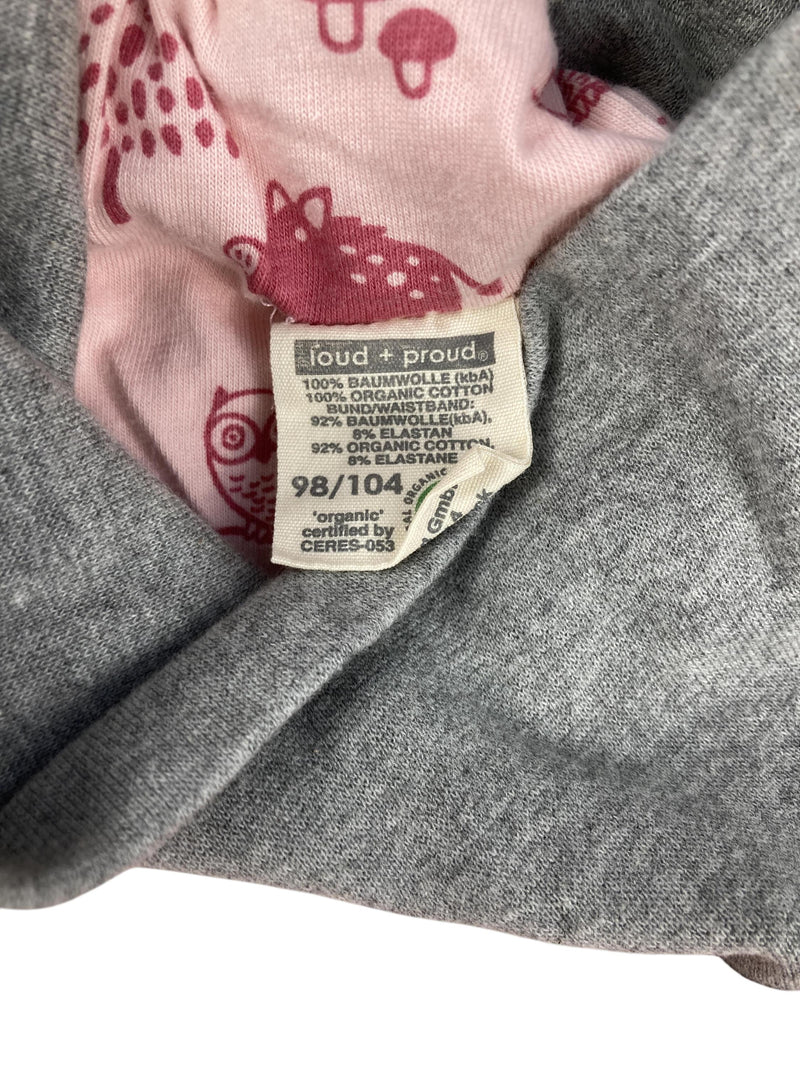 loud + proud®
100% BAUMWOLLE (kbA)
100% ORGANIC COTTON
BUND/WAISTBAND:
92% BAUMWOLLE(kbA),
8% ELASTAN
92% ORGANIC COTTON,
8% ELASTANE
98/104
'organic'
certified by
CERES-053
ORGANIC